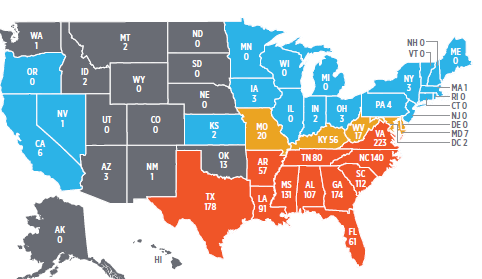 WA
1
MT
2
ND
0
MN
0
OR
0
ID
2
SD
0
WI
0
MI
0
NY
3
NH 0
VT 0
ME
0
WY
0
NE
0
IA
3
IL
0
IN
2
OH
3
PA 4
MA 1
RI 0
CT 0
NJ 0
DE 0
MD 7
DC 2
NV
1
UT
0
CO
0
KS
2
MO
20
KY 56
WV
17
VA
223
CA
6
AZ
3
NM
1
OK
13
AR
57
TN 80
NC 140
TX
178
LA
91
MS
131
AL
107
GA
174
SC
112
FL
61
AK
0
HI